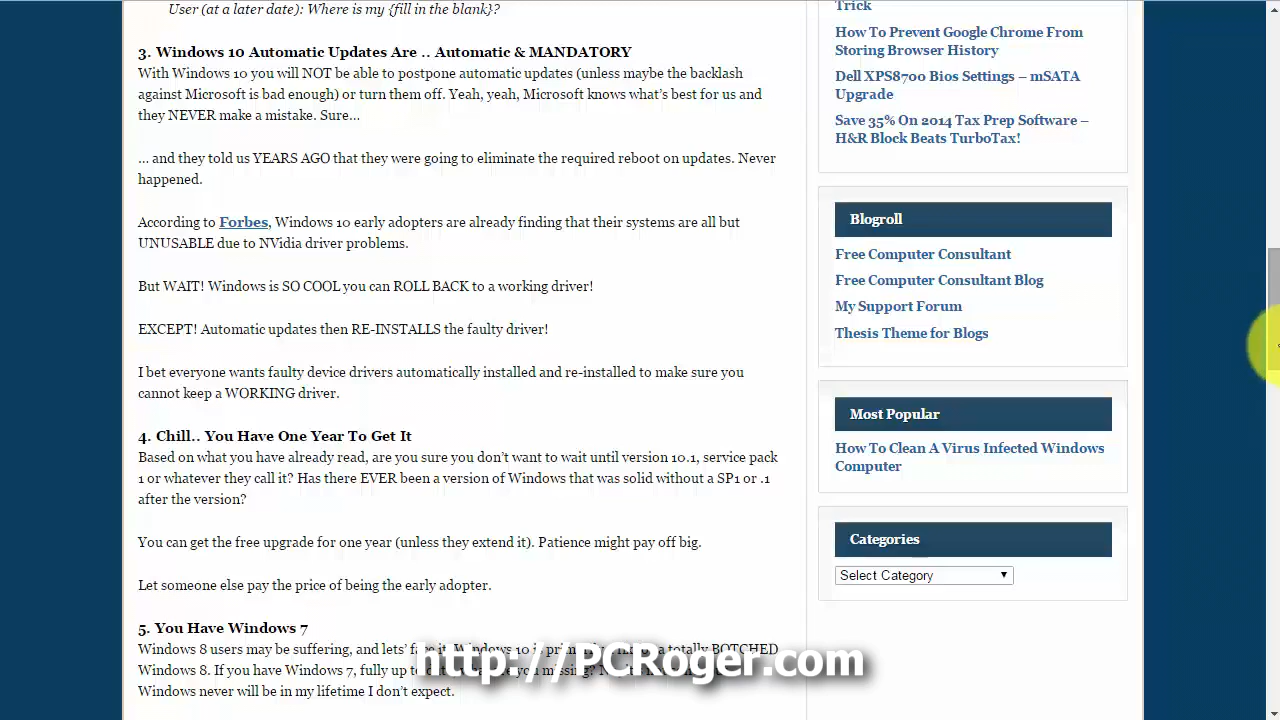 User (at a later date): Where is my {fill in the blank}?
3. Windows 10 Automatic Updates Are .. Automatic & MANDATORY
With Windows 10 you will NOT be able to postpone automatic updates (unless maybe the backlash
against Microsoft is bad enough) or turn them off. Yeah, yeah, Microsoft knows what's best for us and
they NEVER make a mistake. Sure...
... and they told us YEARS AGO that they were going to eliminate the required reboot on updates. Never
happened.
According to Forbes, Windows 10 early adopters are already finding that their systems are all but
UNUSABLE due to NVidia driver problems.
But WAIT! Windows is SO COOL you can ROLL BACK to a working driver!
EXCEPT! Automatic updates then RE-INSTALLS the faulty driver!
I bet everyone wants faulty device drivers automatically installed and re-installed to make sure you
cannot keep a WORKING driver.
4. Chill.. You Have One Year To Get It
Based on what you have already read, are you sure you don't want to wait until version 10.1, service pack
1 or whatever they call it? Has there EVER been a version of Windows that was solid without a SP1 or .1
after the version?
You can get the free upgrade for one year (unless they extend it). Patience might pay off big.
Let someone else pay the price of being the early adopter.
5. You Have Windows 7
Windows 8 users may be suffering, and lets' face it, Windows 10 is a totally BOTCHED
Windows 8. If you have Windows 7, fully up you missing?
Windows never will be in my lifetime I don't expect.
Trick
How To Prevent Google Chrome From
Storing Browser History
Dell XPS8700 Bios Settings – mSATA
Upgrade
Save 35% On 2014 Tax Prep Software –
H&R Block Beats TurboTax!
Blogroll
Free Computer Consultant
Free Computer Consultant Blog
My Support Forum
Thesis Theme for Blogs
Most Popular
How To Clean A Virus Infected Windows
Computer
Categories
Select Category
http://PCRoger.com